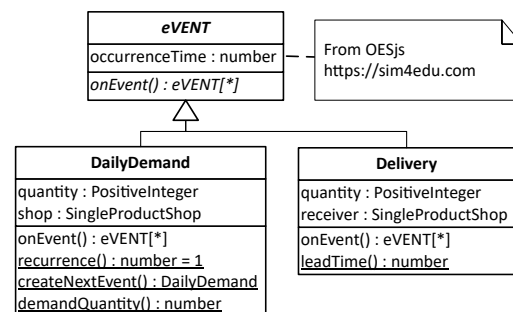 eVENT
occurrenceTime : number
onEvent() : eVENT[*]
From OESjs
https://sim4edu.com
DailyDemand
quantity : PositiveInteger
shop : SingleProductShop
onEvent() : eVENT[*]
recurrence() : number = 1
createNextEvent() : DailyDemand
demandQuantity() : number
Delivery
quantity : PositiveInteger
receiver : SingleProductShop
onEvent() : eVENT[*]
leadTime() : number